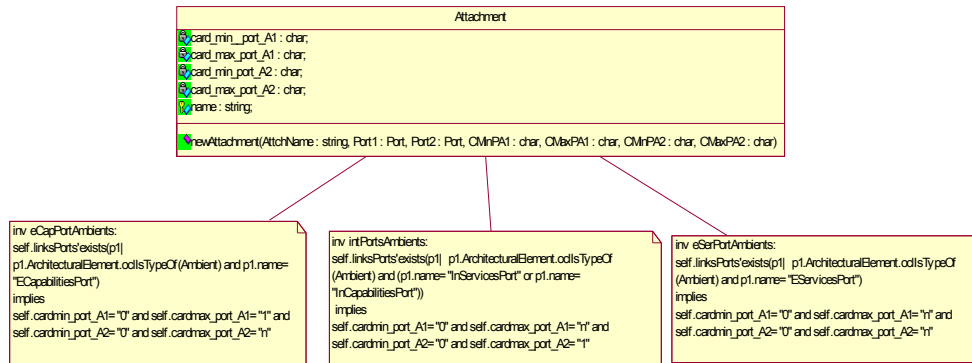 Attachment
card_min__port_A1 : char;
card_max_port_A1 : char;
card_min_port_A2 : char;
card_max_port_A2 : char;
name : string;
newAttachment(AttchName : string, Port1 : Port, Port2 : Port, CMinPA1 : char, CMaxPA1 : char, CMinPA2 : char, CMaxPA2 : char)
inv eCapPortAmbients:
self.linksPorts'exists(p1|
p1.ArchitecturalElement.oclIsTypeOf(Ambient) and p1.name=
"ECapabilitiesPort")
implies
self.cardmin_port_A1= "0" and self.cardmax_port_A1= "1" and
self.cardmin_port_A2= "0" and self.cardmax_port_A2= "n"
inv intPortsAmbients:
self.linksPorts'exists(p1| p1.ArchitecturalElement.oclIsTypeOf
(Ambient) and (p1.name= "InServicesPort" or p1.name=
"InCapabilitiesPort"))
implies
self.cardmin_port_A1= "0" and self.cardmax_port_A1= "n" and
self.cardmin_port_A2= "0" and self.cardmax_port_A2= "1"
inv eSerPortAmbients:
self.linksPorts'exists(p1| p1.ArchitecturalElement.oclIsTypeOf
(Ambient) and p1.name= "EServicesPort")
implies
self.cardmin_port_A1= "0" and self.cardmax_port_A1= "n" and
self.cardmin_port_A2= "0" and self.cardmax_port_A2= "n"